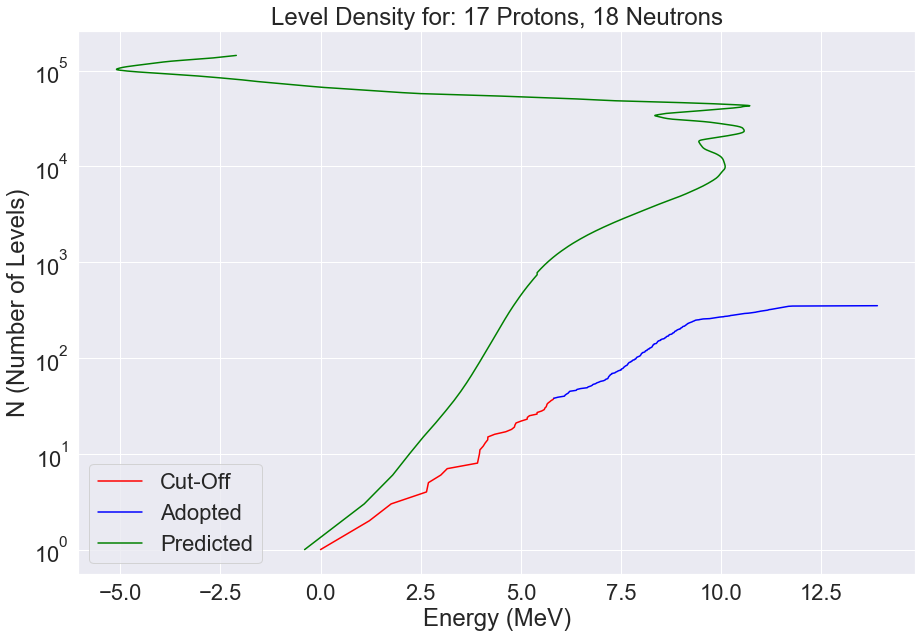 Level Density for: 17 Protons, 18 Neutrons
N (Number of Levels)
10^5
10^4
10^3
10^2
10^1
10^0
Cut-Off
Adopted
Predicted
−5.0 −2.5 0.0 2.5 5.0 7.5 10.0 12.5
Energy (MeV)